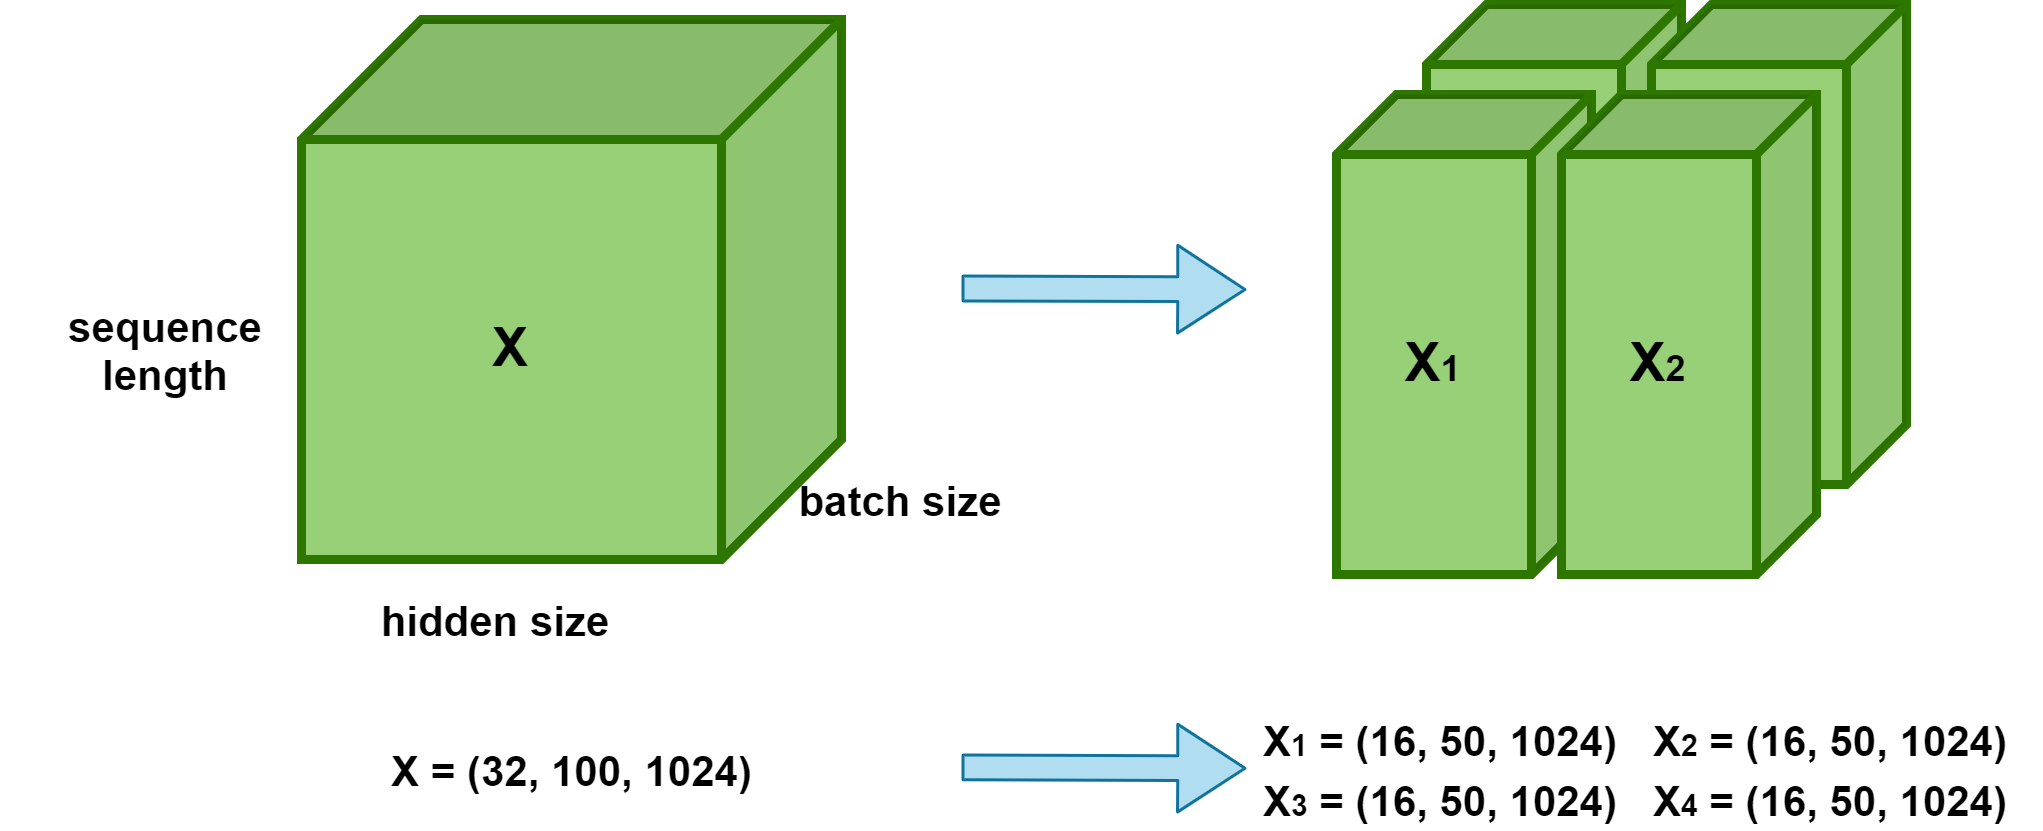 X
X1
X2
sequence
length
batch size
hidden size
X = (32, 100, 1024)
X1 = (16, 50, 1024) X2 = (16, 50, 1024)
X3 = (16, 50, 1024) X4 = (16, 50, 1024)